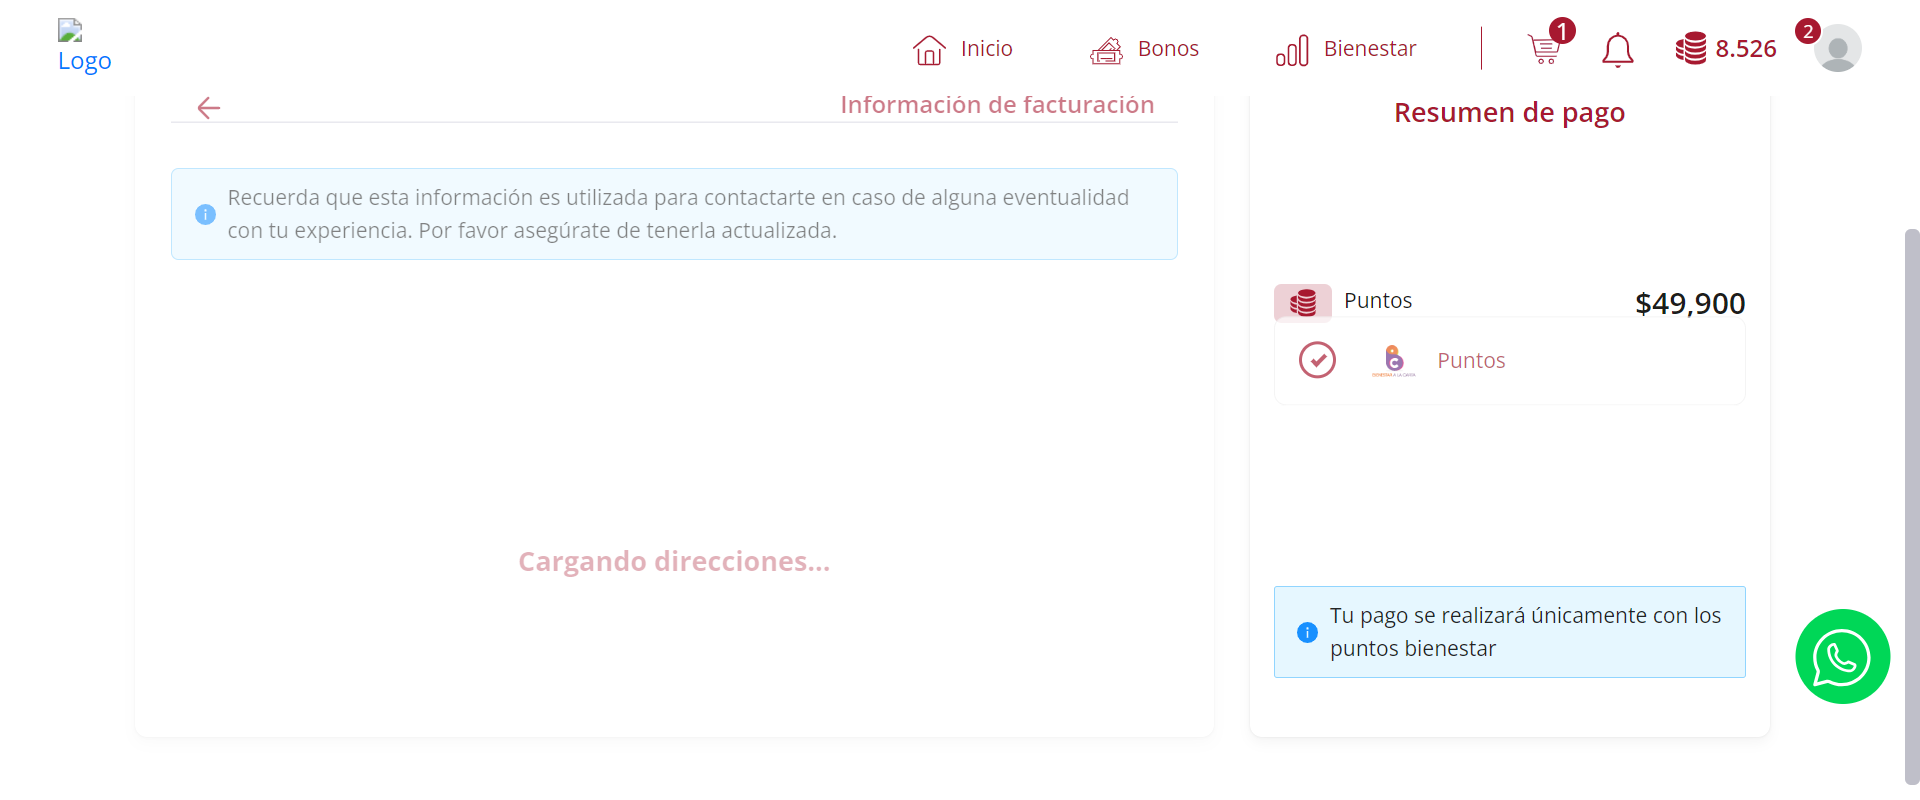 Logo
Inicio
Bonos
Bienestar
1
8.526
2
Información de facturación
Recuerda que esta información es utilizada para contactarte en caso de alguna eventualidad
con tu experiencia. Por favor asegúrate de tenerla actualizada.
Cargando direcciones...
Resumen de pago
Puntos
$49,900
Puntos
Tu pago se realizará únicamente con los
puntos bienestar